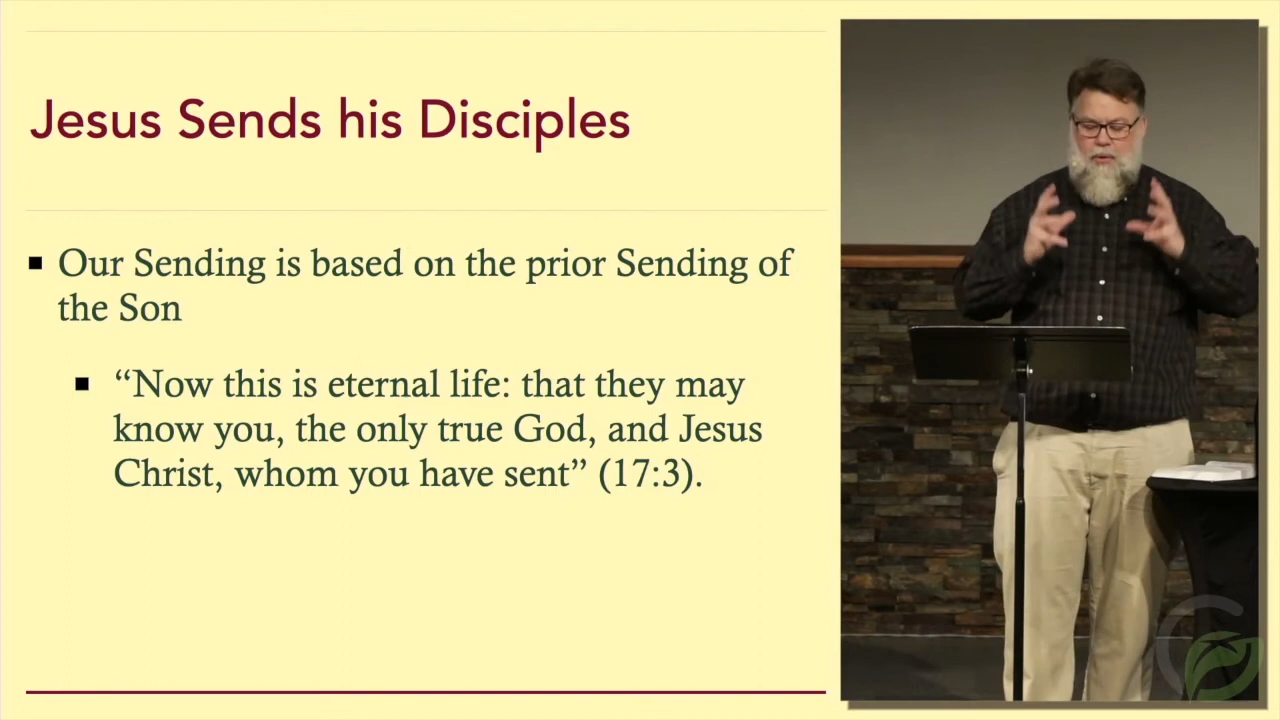 Jesus Sends his Disciples
▪ Our Sending is based on the prior Sending of
the Son
▪ “Now this is eternal life: that they may
know you, the only true God, and Jesus
Christ, whom you have sent” (17:3).